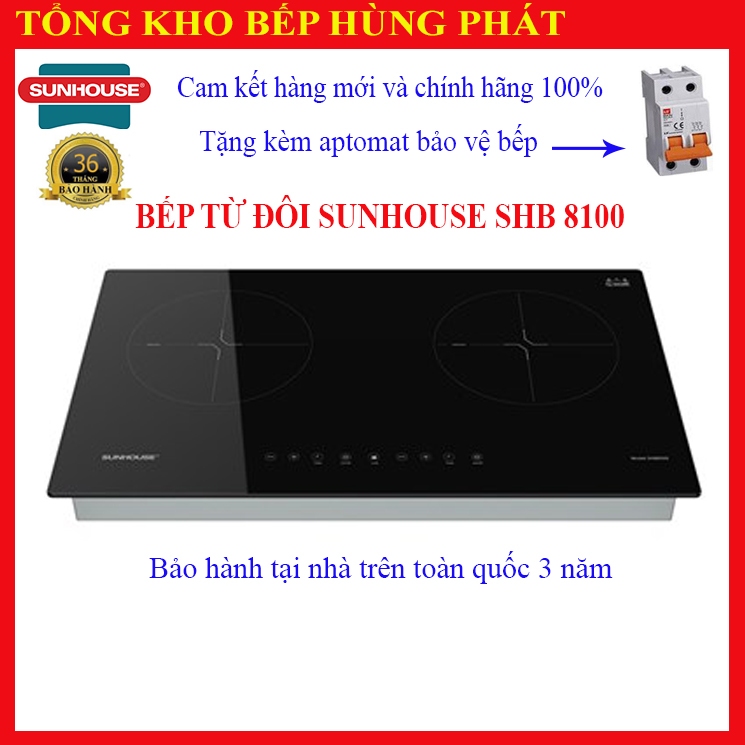 TỔNG KHO BẾP HÙNG PHÁT
SUNHOUSE
Cam kết hàng mới và chính hãng 100%
36
THÁNG
BẢO HÀNH
Tặng kèm aptomat bảo vệ bếp
BẾP TỪ ĐÔI SUNHOUSE SHB 8100
SUNHOUSE
Bảo hành tại nhà trên toàn quốc 3 năm